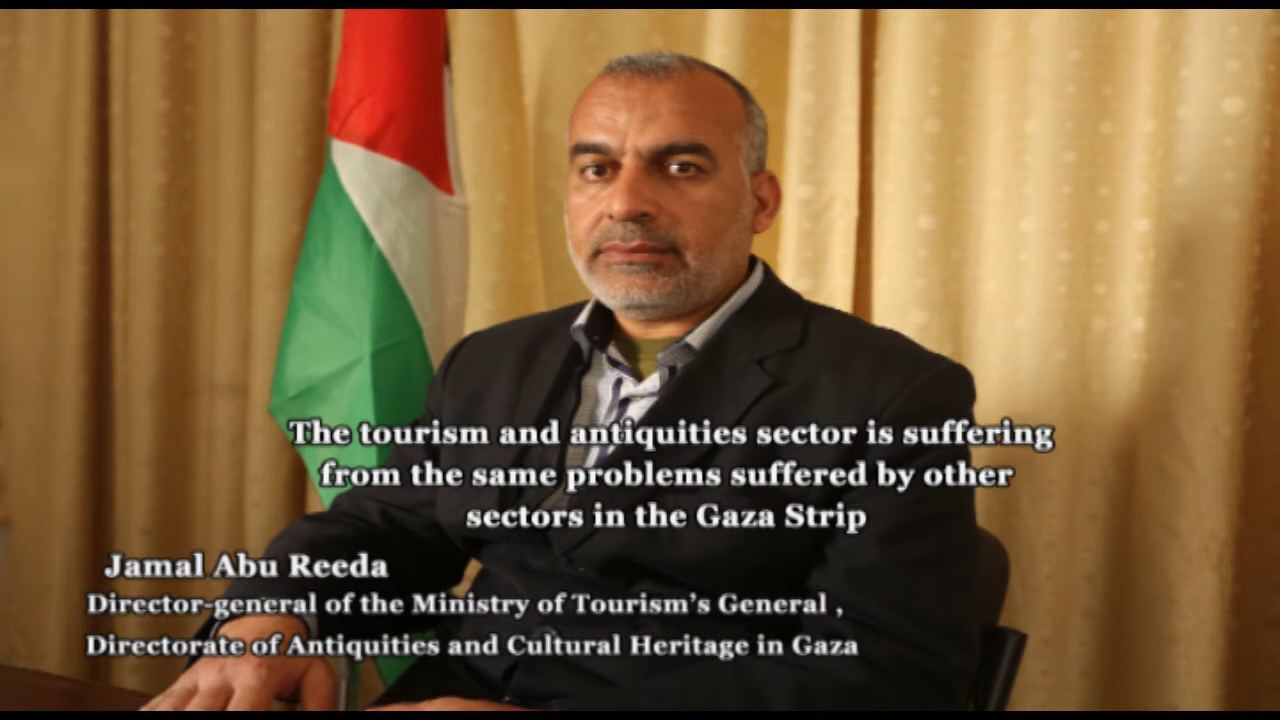 The tourism and antiquities sector is suffering
from the same problems suffered by other
sectors in the Gaza Strip
Jamal Abu Reeda
Director-general of the Ministry of Tourism’s General ,
Directorate of Antiquities and Cultural Heritage in Gaza